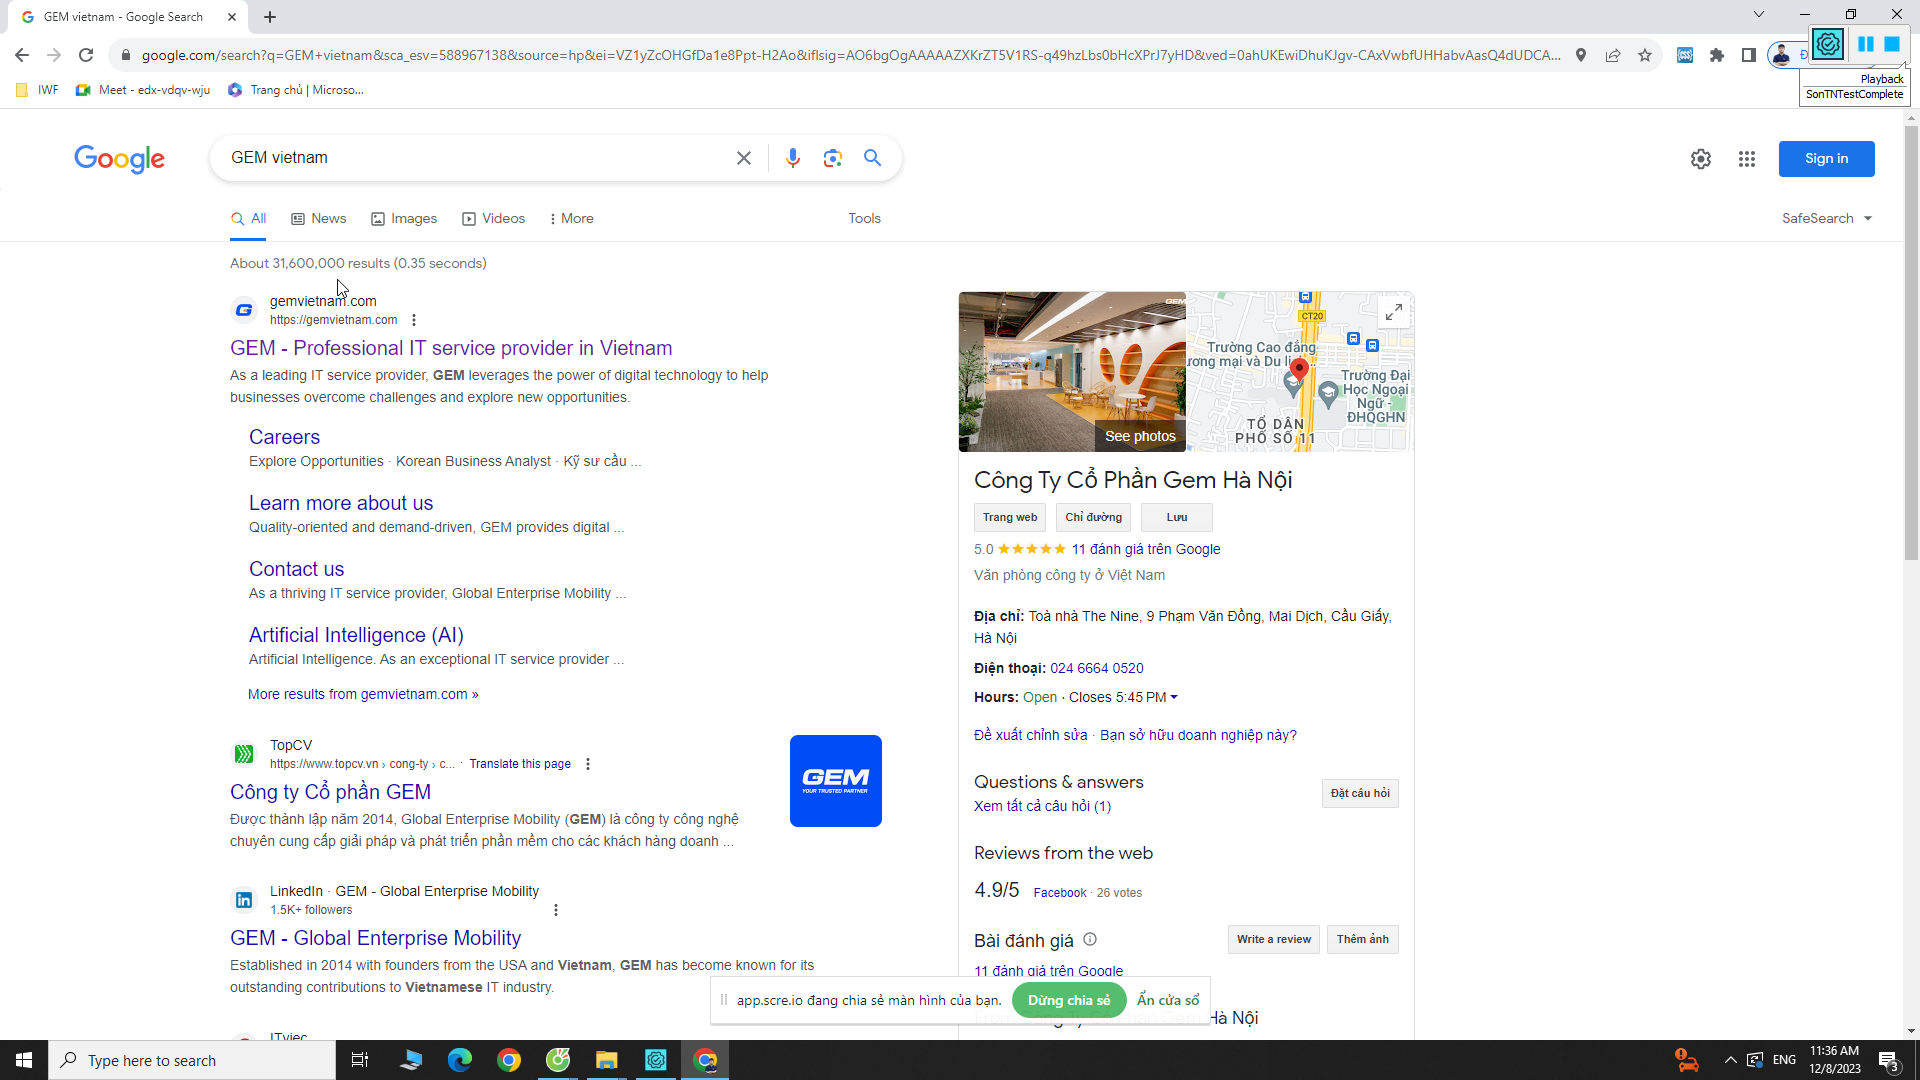 GEM vietnam - Google Search
google.com/search?q=GEM+vietnam&sca_esv=588967138&source=hp&ei=VZ1yZcOHGfDa1e8Ppt-H2Ao&iflsig=AO6bgOgAAAAAZXKrZT5V1RS-q49hzLbs0bHcXPrJ7yHD&ved=0ahUKEwiDhuKJgv-CAxVwbfUHHabvAasQ4dUDCA...
IWF
Meet - edx-vdqv-wju
Trang chủ | Microso...
Playback
SonTNTestComplete
Google
GEM vietnam
Sign in
All
News
Images
Videos
More
Tools
SafeSearch
About 31,600,000 results (0.35 seconds)
gemvietnam.com
https://gemvietnam.com
GEM - Professional IT service provider in Vietnam
As a leading IT service provider, GEM leverages the power of digital technology to help
businesses overcome challenges and explore new opportunities.
Careers
Explore Opportunities · Korean Business Analyst · Kỹ sư cầu ...
Learn more about us
Quality-oriented and demand-driven, GEM provides digital ...
Contact us
As a thriving IT service provider, Global Enterprise Mobility ...
Artificial Intelligence (AI)
Artificial Intelligence. As an exceptional IT service provider ...
More results from gemvietnam.com »
TopCV
https://www.topcv.vn › cong-ty › c... · Translate this page
Công ty Cổ phần GEM
Được thành lập năm 2014, Global Enterprise Mobility (GEM) là công ty công nghệ
chuyên cung cấp giải pháp và phát triển phần mềm cho các khách hàng doanh ...
GEM
YOUR TRUSTED PARTNER
LinkedIn · GEM - Global Enterprise Mobility
1.5K+ followers
GEM - Global Enterprise Mobility
Established in 2014 with founders from the USA and Vietnam, GEM has become known for its
outstanding contributions to Vietnamese IT industry.
ITviec
GEM
See photos
CT20
Trường Cao đẳng
ương mại và Du li...
Trường Đại
Học Ngoại
Ngữ -
ĐHQGHN
TỔ DÂN
PHỐ SỐ 11
Công Ty Cổ Phần Gem Hà Nội
Trang web
Chỉ đường
Lưu
5.0
11 đánh giá trên Google
Văn phòng công ty ở Việt Nam
Địa chỉ: Toà nhà The Nine, 9 Phạm Văn Đồng, Mai Dịch, Cầu Giấy,
Hà Nội
Điện thoại: 024 6664 0520
Hours: Open · Closes 5:45 PM
Đề xuất chỉnh sửa · Bạn sở hữu doanh nghiệp này?
Questions & answers
Xem tất cả câu hỏi (1)
Đặt câu hỏi
Reviews from the web
4.9/5 Facebook · 26 votes
Bài đánh giá
Write a review
Thêm ảnh
11 đánh giá trên Google
From Công Ty Cổ Phần Gem Hà Nội
app.scre.io đang chia sẻ màn hình của bạn.
Dừng chia sẻ
Ẩn cửa sổ
Type here to search
ENG
11:36 AM
12/8/2023
3